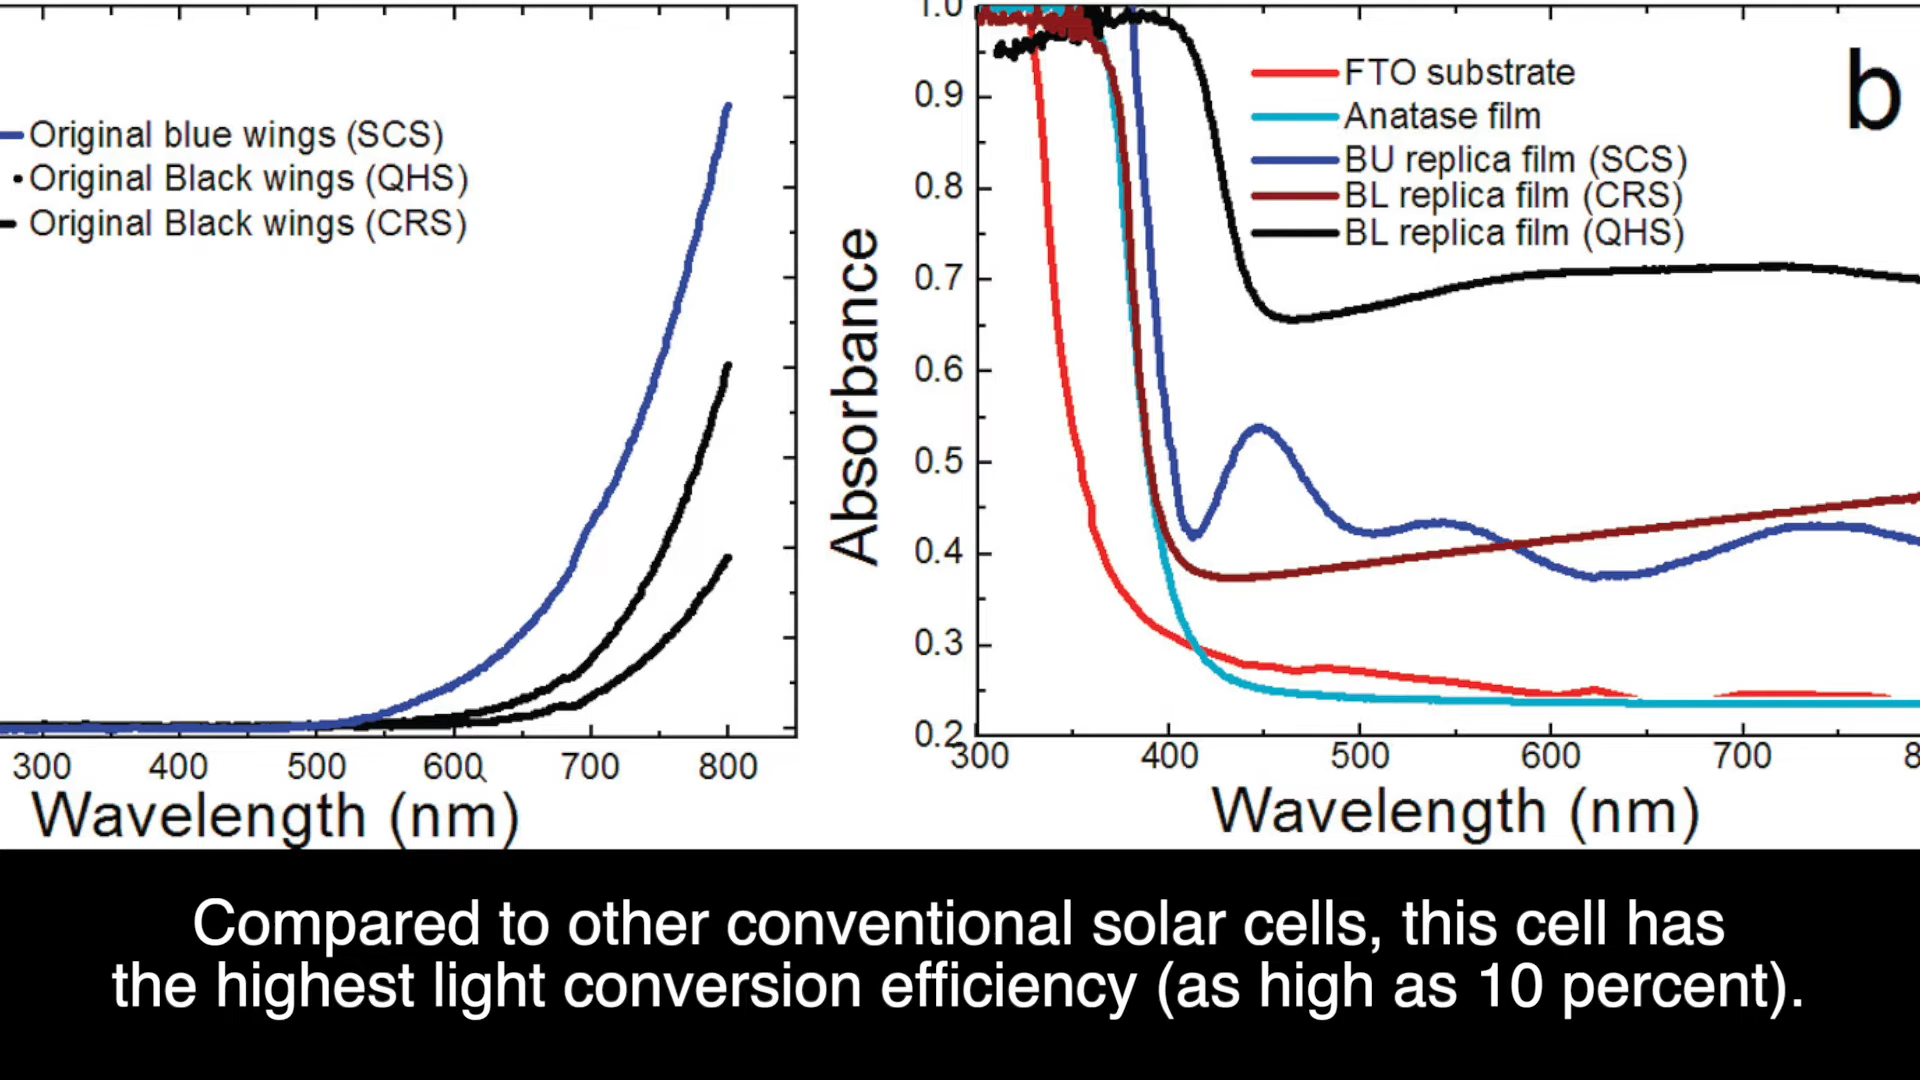 Original blue wings (SCS)
Original Black wings (QHS)
Original Black wings (CRS)
300 400 500 600 700 800
Wavelength (nm)
b
FTO substrate
Anatase film
BU replica film (SCS)
BL replica film (CRS)
BL replica film (QHS)
Absorbance
1.0
0.9
0.8
0.7
0.6
0.5
0.4
0.3
0.2
300 400 500 600 700
Wavelength (nm)
Compared to other conventional solar cells, this cell has
the highest light conversion efficiency (as high as 10 percent).